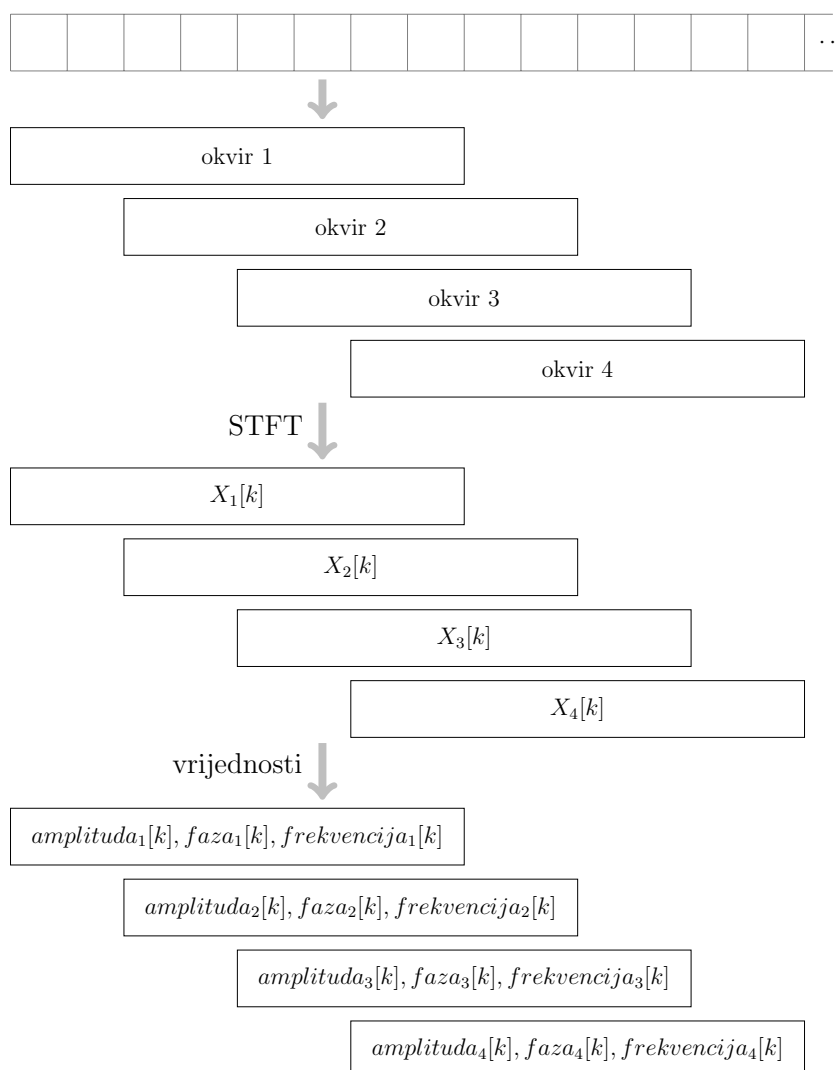 ...
okvir 1
okvir 2
okvir 3
okvir 4
STFT
X₁[k]
X₂[k]
X₃[k]
X₄[k]
vrijednosti
amplituda₁[k], faza₁[k], frekvencija₁[k]
amplituda₂[k], faza₂[k], frekvencija₂[k]
amplituda₃[k], faza₃[k], frekvencija₃[k]
amplituda₄[k], faza₄[k], frekvencija₄[k]